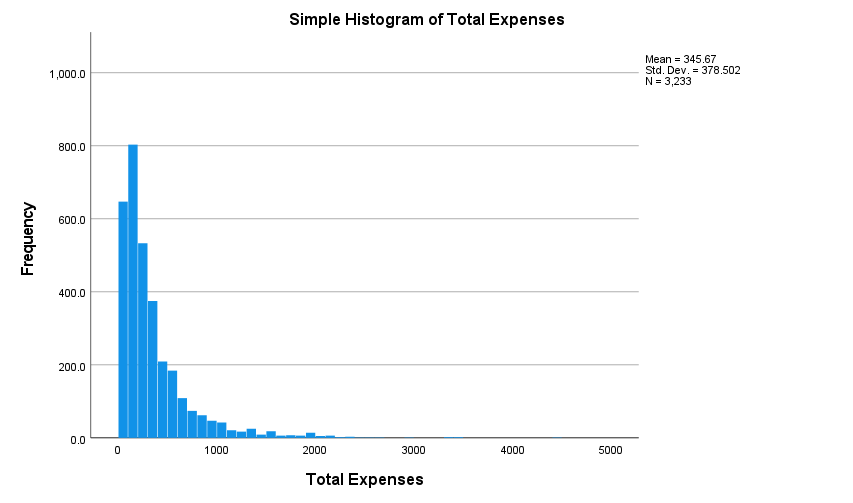 Simple Histogram of Total Expenses
Mean = 345.67
Std. Dev. = 378.502
N = 3,233
1,000.0
800.0
600.0
400.0
200.0
0.0
Frequency
0 1000 2000 3000 4000 5000
Total Expenses